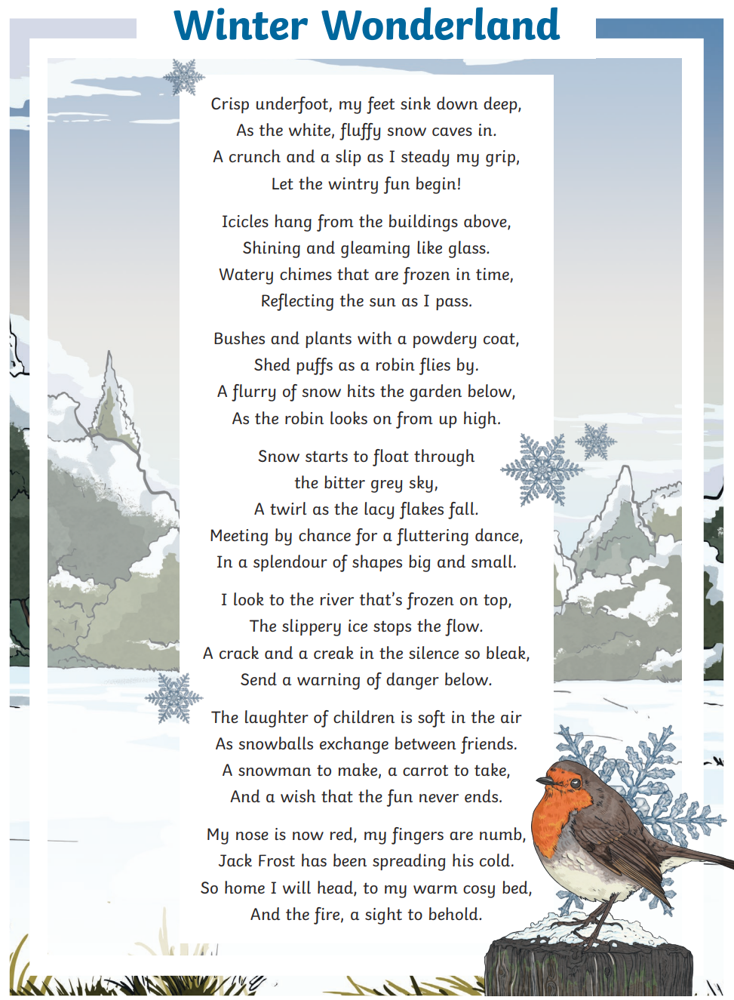 Winter Wonderland
Crisp underfoot, my feet sink down deep,
As the white, fluffy snow caves in.
A crunch and a slip as I steady my grip,
Let the wintry fun begin!
Icicles hang from the buildings above,
Shining and gleaming like glass.
Watery chimes that are frozen in time,
Reflecting the sun as I pass.
Bushes and plants with a powdery coat,
Shed puffs as a robin flies by.
A flurry of snow hits the garden below,
As the robin looks on from up high.
Snow starts to float through
the bitter grey sky,
A twirl as the lacy flakes fall.
Meeting by chance for a fluttering dance,
In a splendour of shapes big and small.
I look to the river that's frozen on top,
The slippery ice stops the flow.
A crack and a creak in the silence so bleak,
Send a warning of danger below.
The laughter of children is soft in the air
As snowballs exchange between friends.
A snowman to make, a carrot to take,
And a wish that the fun never ends.
My nose is now red, my fingers are numb,
Jack Frost has been spreading his cold.
So home I will head, to my warm cosy bed,
And the fire, a sight to behold.